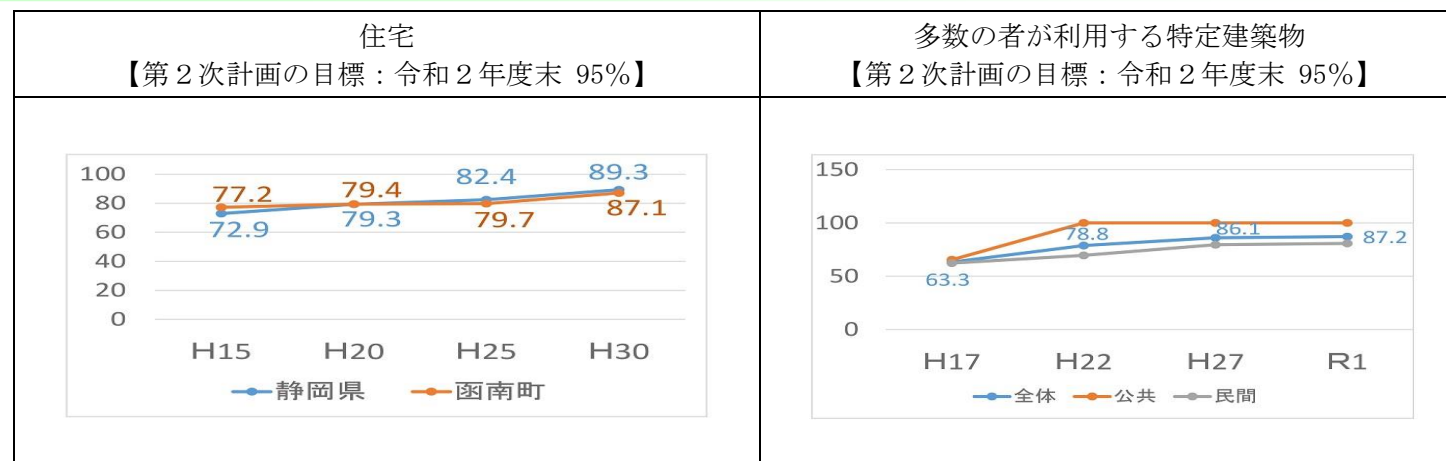 住宅
【第２次計画の目標：令和２年度末 95％】
多数の者が利用する特定建築物
【第２次計画の目標：令和２年度末 95％】
100
80
60
40
20
0
77.2
79.4
82.4
89.3
72.9
79.3
79.7
87.1
H15 H20 H25 H30
静岡県 函南町
150
100
50
0
63.3
78.8
86.1
87.2
H17 H22 H27 R1
全体 公共 民間